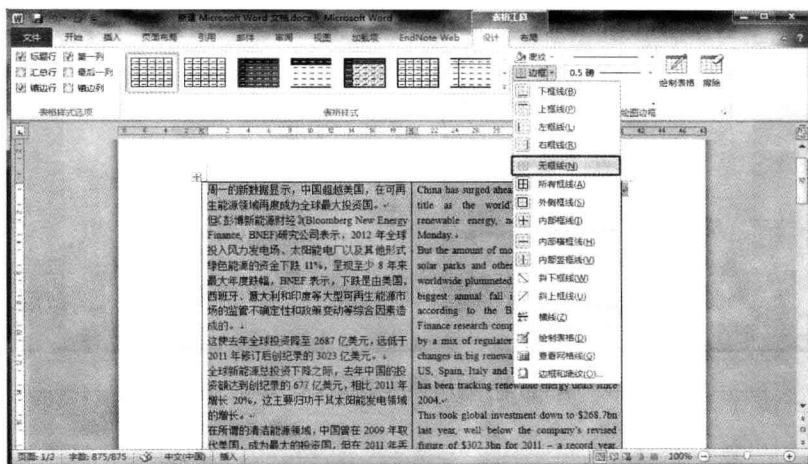 新建 Microsoft Word 文档.docx - Microsoft Word
表格工具
文件 开始 插入 页面布局 引用 邮件 审阅 视图 加载项 EndNote Web 设计 布局
标题行 第一列
汇总行 最后一列
镶边行 镶边列
表格样式选项
表格样式
底纹
边框
0.5 磅
绘制表格 擦除
绘图边框
下框线(B)
上框线(P)
左框线(L)
右框线(R)
无框线(N)
所有框线(A)
外侧框线(S)
内部框线(I)
内部横框线(H)
内部竖框线(V)
斜下框线(W)
斜上框线(U)
横线(Z)
绘制表格(D)
查看网格线(G)
边框和底纹(O)...
周一的新数据显示，中国超越美国，在可再
生能源领域再度成为全球最大投资国。
但《彭博新能源财经》(Bloomberg New Energy
Finance, BNEF)研究公司表示，2012 年全球
投入风力发电场、太阳能电厂以及其他形式
绿色能源的资金下跌 11%，呈现至少 8 年来
最大年度跌幅，BNEF 表示，下跌是由美国，
西班牙、意大利和印度等大型可再生能源市
场的监管不确定性和政策变动等综合因素造
成的。
这使去年全球投资降至 2687 亿美元，远低于
2011 年修订后创纪录的 3023 亿美元。
全球新能源总投资下降之际，去年中国的投
资额达到创纪录的 677 亿美元，相比 2011 年
增长 20%，这主要归功于其太阳能发电领域
的增长。
在所谓的清洁能源领域，中国曾在 2009 年取
代美国，成为最大的投资国，但在 2011 年丢
China has surged ahea
title as the world
renewable energy, n
Monday.
But the amount of mo
solar parks and other
worldwide plummeted
biggest annual fall i
according to the B
Finance research comp
by a mix of regulator
changes in big renewa
US, Spain, Italy and I
has been tracking renewable energy deals since
2004.
This took global investment down to $268.7bn
last year, well below the company's revised
figure of $302.3bn for 2011 – a record year.
页面: 1/2 字数: 875/875 中文(中国) 插入 100%